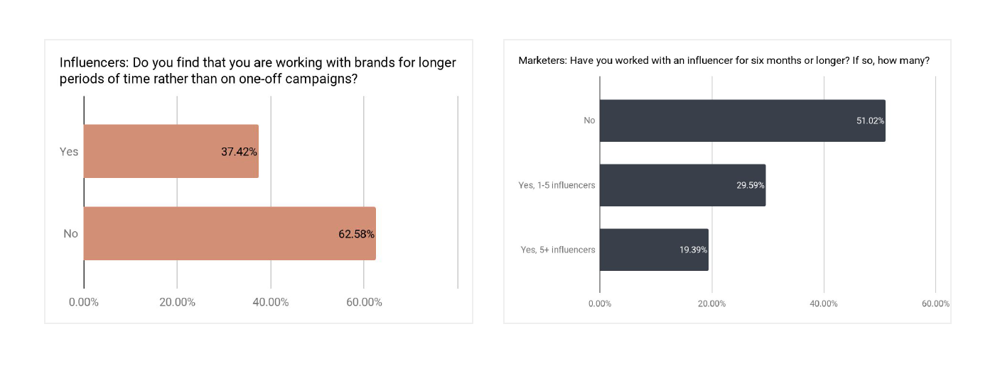 Influencers: Do you find that you are working with brands for longer
periods of time rather than on one-off campaigns?
Yes
37.42%
No
62.58%
0.00%
20.00%
40.00%
60.00%
Marketers: Have you worked with an influencer for six months or longer? If so, how many?
No
51.02%
Yes, 1-5 influencers
29.59%
Yes, 5+ influencers
19.39%
0.00%
20.00%
40.00%
60.00%